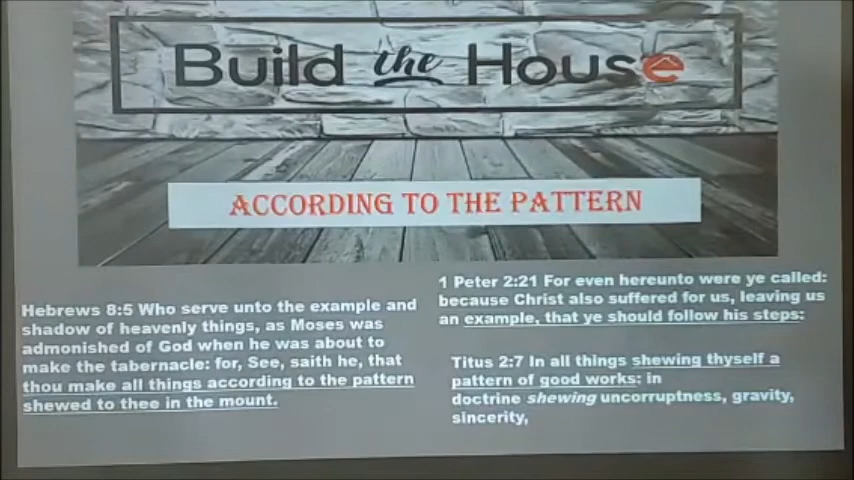 Build the House
ACCORDING TO THE PATTERN
Hebrews 8:5 Who serve unto the example and
shadow of heavenly things, as Moses was
admonished of God when he was about to
make the tabernacle: for, See, saith he, that
thou make all things according to the pattern
shewed to thee in the mount.
1 Peter 2:21 For even hereunto were ye called:
because Christ also suffered for us, leaving us
an example, that ye should follow his steps:
Titus 2:7 In all things shewing thyself a
pattern of good works: in
doctrine shewing uncorruptness, gravity,
sincerity,